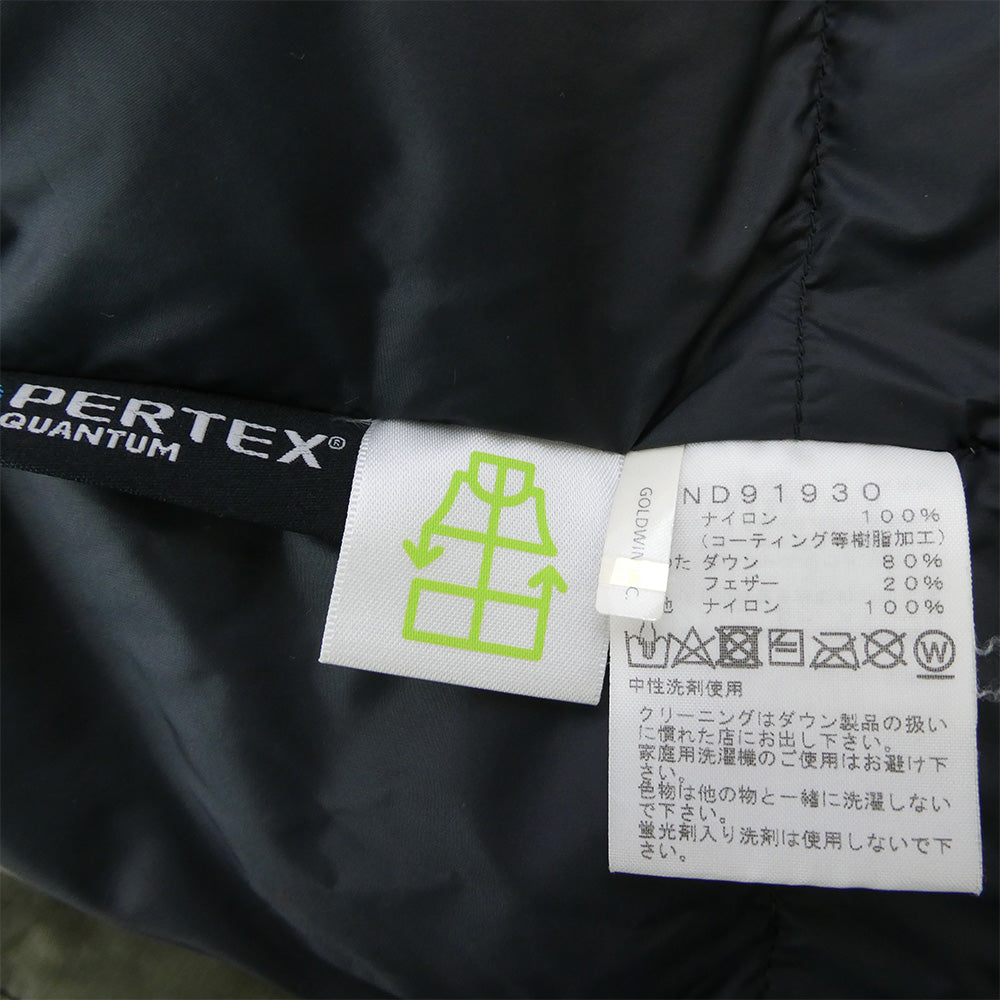 PERTEX®
QUANTUM
GOLDWIN
ND91930
ナイロン 100%
(コーティング等樹脂加工)
た ダウン 80%
フェザー 20%
地 ナイロン 100%
W
中性洗剤使用
クリーニングはダウン製品の扱い
に慣れた店にお出し下さい。
家庭用洗濯機のご使用はお避け下
さい。
色物は他の物と一緒に洗濯しない
で下さい。
蛍光剤入り洗剤は使用しないで下
さい。